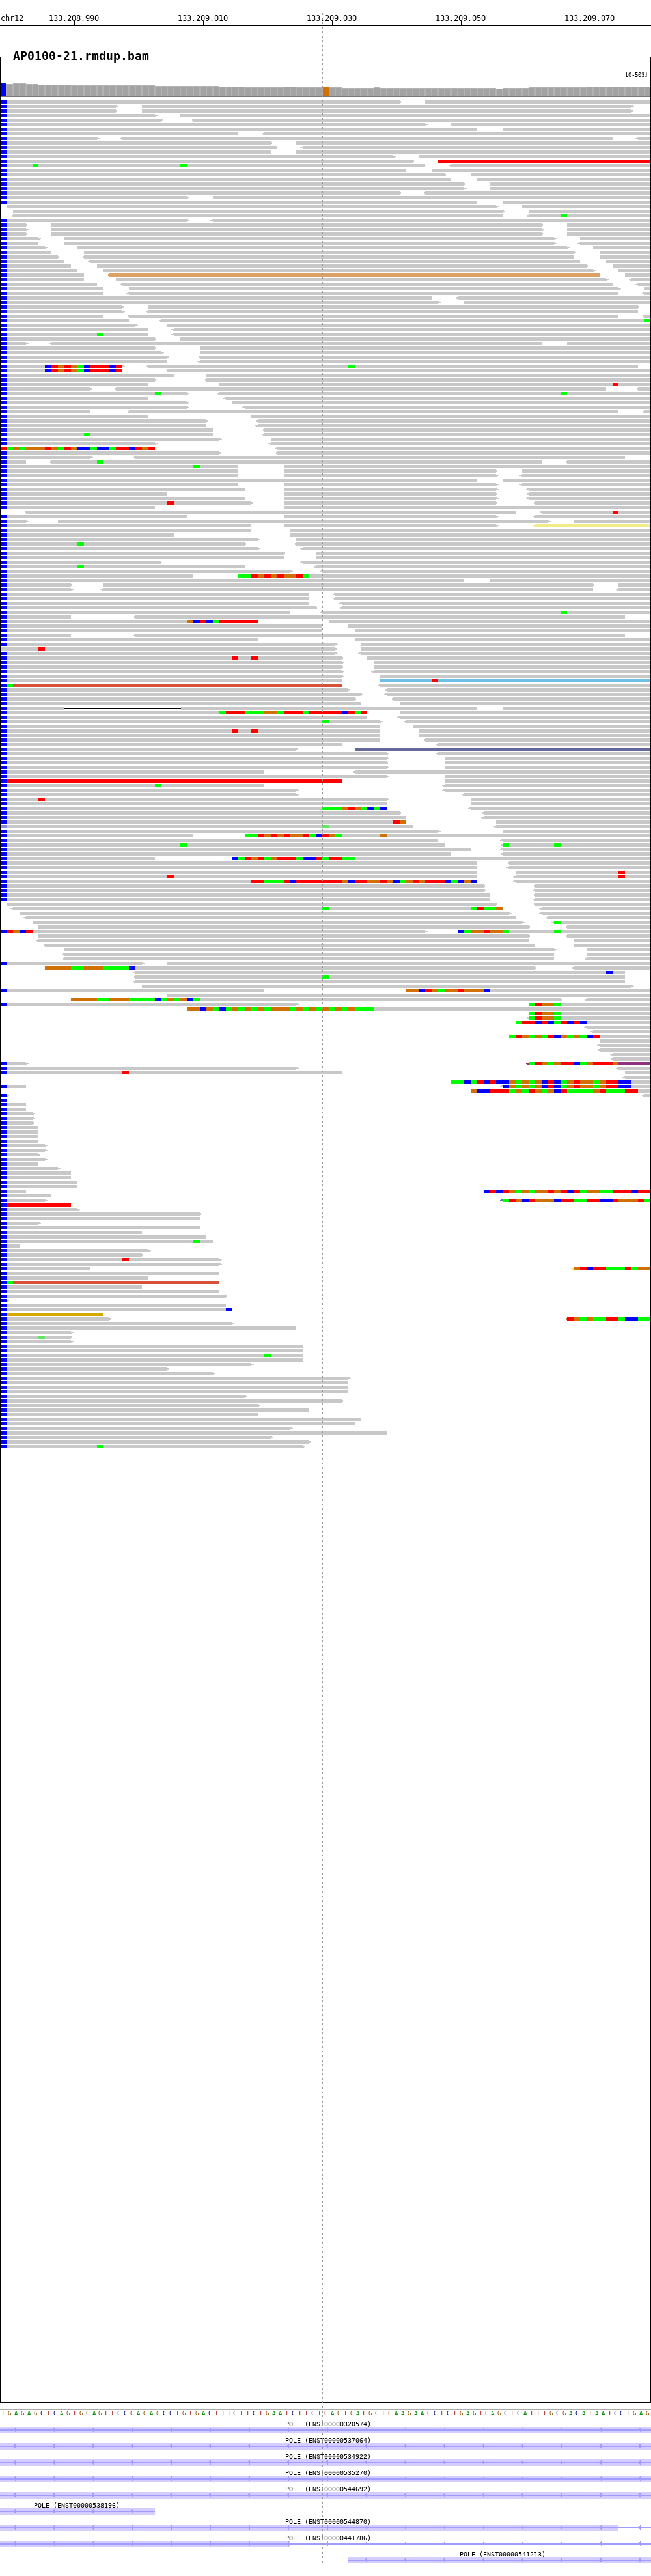 chr12 133,208,990 133,209,010 133,209,030 133,209,050 133,209,070
AP0100-21.rmdup.bam
[0-503]
TGAGAGCTCAGTGGAGTTCCGAGAGCCTGTGACTTTCTTCTGAATCTTCTGAGTGATGGTGAAGAAGCTCTGAGTGAGCTCATTTGCGACATAATCCTGAG
POLE (ENST00000320574)
POLE (ENST00000537064)
POLE (ENST00000534922)
POLE (ENST00000535270)
POLE (ENST00000544692)
POLE (ENST00000538196)
POLE (ENST00000544870)
POLE (ENST00000441786)
POLE (ENST00000541213)